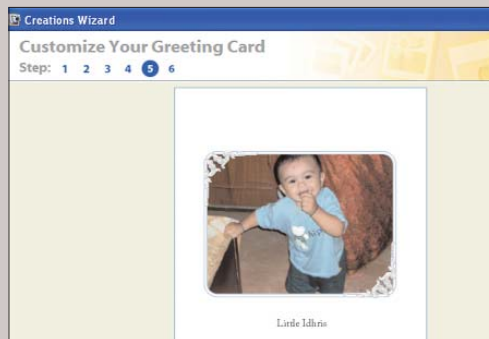 Creations Wizard
Customize Your Greeting Card
Step: 1 2 3 4 5 6
Little Idhris